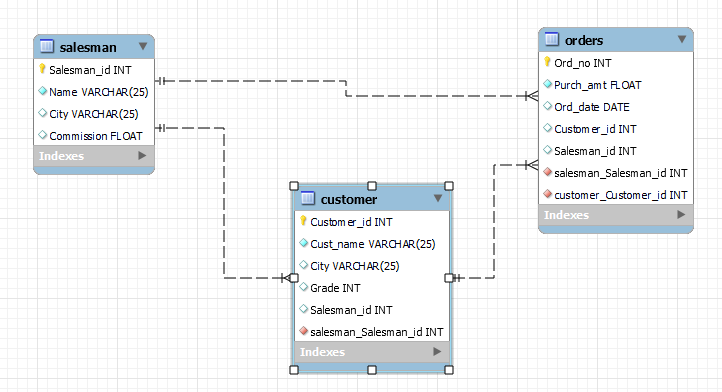 salesman
Salesman_id INT
Name VARCHAR(25)
City VARCHAR(25)
Commission FLOAT
Indexes
orders
Ord_no INT
Purch_amt FLOAT
Ord_date DATE
Customer_id INT
Salesman_id INT
salesman_Salesman_id INT
customer_Customer_id INT
Indexes
customer
Customer_id INT
Cust_name VARCHAR(25)
City VARCHAR(25)
Grade INT
Salesman_id INT
salesman_Salesman_id INT
Indexes